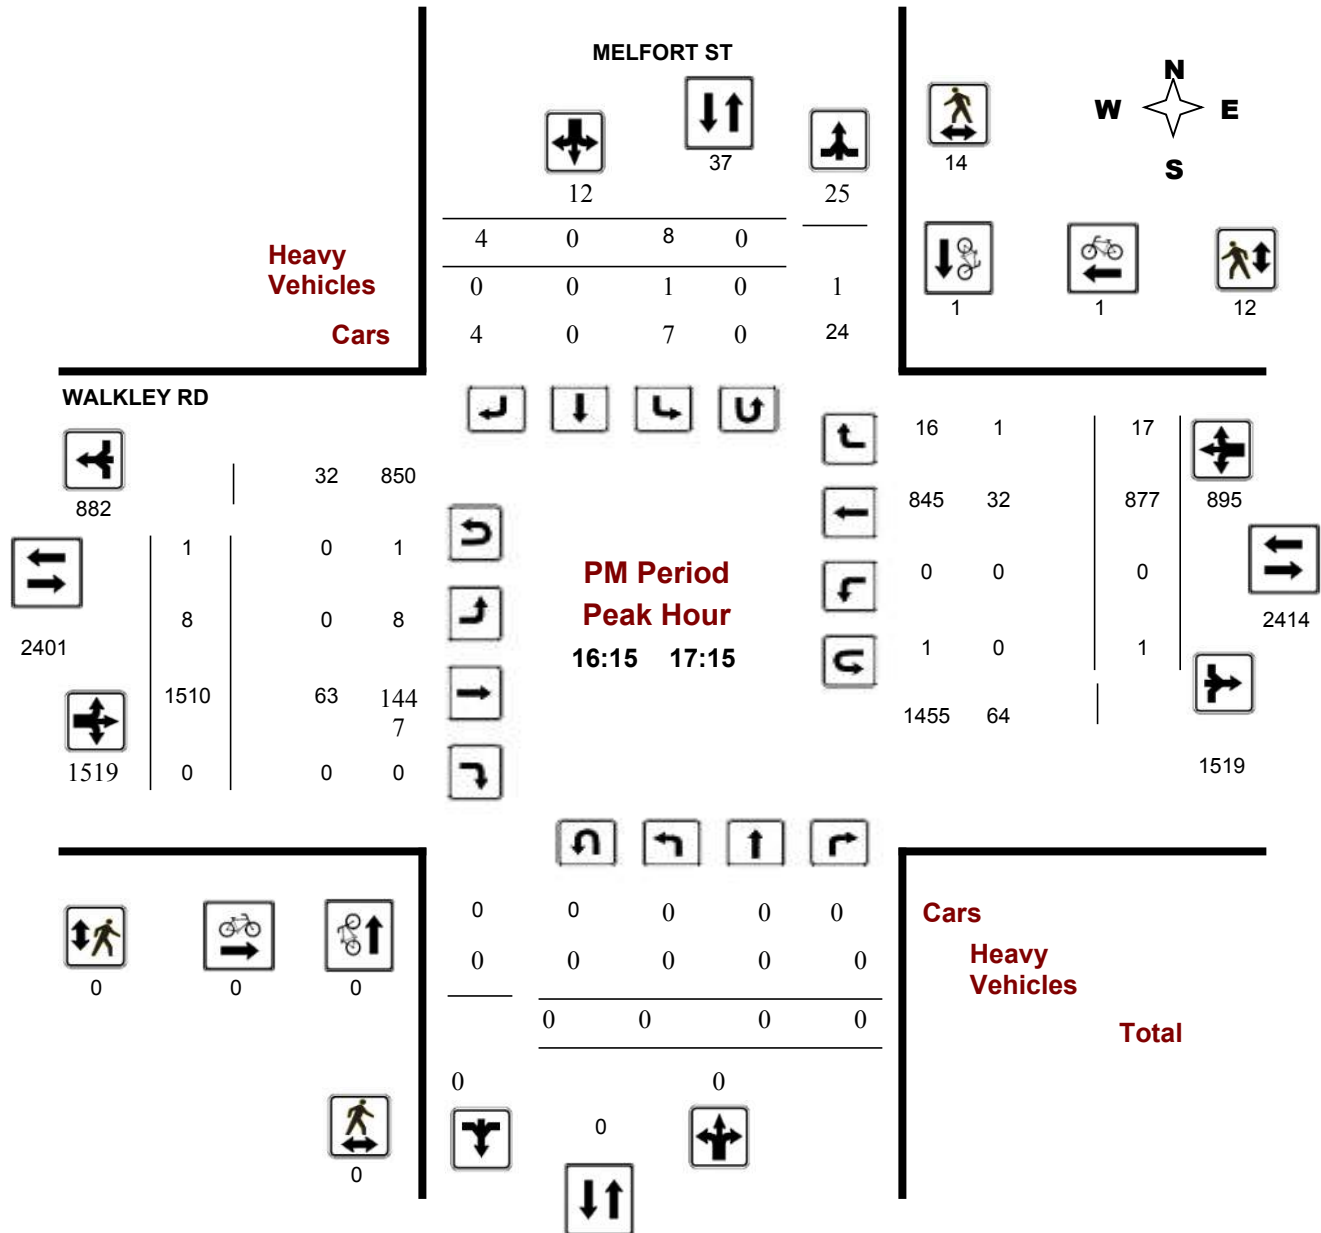 MELFORT ST
N
W E
S
37
14
12
25
4 0 8 0
Heavy
Vehicles
0 0 1 0 1
1 1 12
Cars
4 0 7 0 24
WALKLEY RD
16 1 17
32 850
882
845 32 877 895
1 0 1
PM Period
0 0 0
8 0 8
Peak Hour
2414
2401
16:15 17:15
1 0 1
1510 63 144
7
1455 64
1519 0 0 0
1519
0 0 0 0 0
Cars
0 0 0 0 0
Heavy
Vehicles
0 0 0
0 0 0 0
Total
0 0
0
0